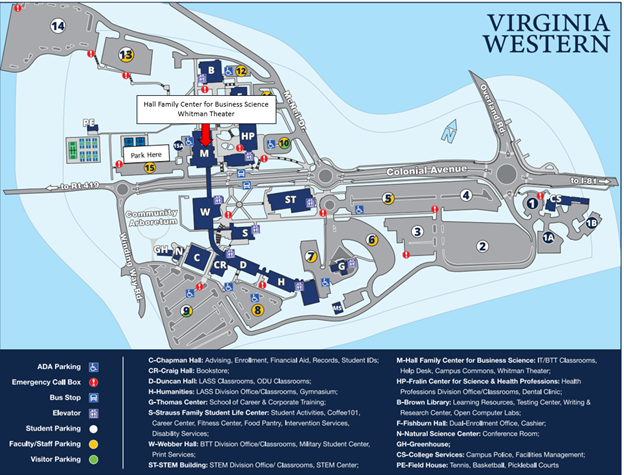 VIRGINIA
WESTERN
14
13
B
12
Hall Family Center for Business Science
Whitman Theater
McNeil Dr
Overland Rd
PE
HP
10
15A
M
Park Here
15
N
Colonial Avenue
to Rt 419
to I-81
ST
5
4
CS
1
W
Community
Arboretum
1B
1A
S
3
2
6
7
GH
N
C
CR
D
G
H
Winding Way Rd
MS
9
8
ADA Parking
Emergency Call Box
Bus Stop
Elevator
Student Parking
Faculty/Staff Parking
Visitor Parking
C-Chapman Hall: Advising, Enrollment, Financial Aid, Records, Student IDs;
CR-Craig Hall: Bookstore;
D-Duncan Hall: LASS Classrooms, ODU Classrooms;
H-Humanities: LASS Division Office/Classrooms, Gymnasium;
G-Thomas Center: School of Career & Corporate Training;
S-Strauss Family Student Life Center: Student Activities, Coffee101,
Career Center, Fitness Center, Food Pantry, Intervention Services,
Disability Services;
W-Webber Hall: BTT Division Office/Classrooms, Military Student Center,
Print Services;
ST-STEM Building: STEM Division Office/ Classrooms, STEM Center;
M-Hall Family Center for Business Science: IT/BTT Classrooms,
Help Desk, Campus Commons, Whitman Theater;
HP-Fralin Center for Science & Health Professions: Health
Professions Division Office/Classrooms, Dental Clinic;
B-Brown Library: Learning Resources, Testing Center, Writing &
Research Center, Open Computer Labs;
F-Fishburn Hall: Dual-Enrollment Office, Cashier;
N-Natural Science Center: Conference Room;
GH-Greenhouse;
CS-College Services: Campus Police, Facilities Management;
PE-Field House: Tennis, Basketball, Pickleball Courts